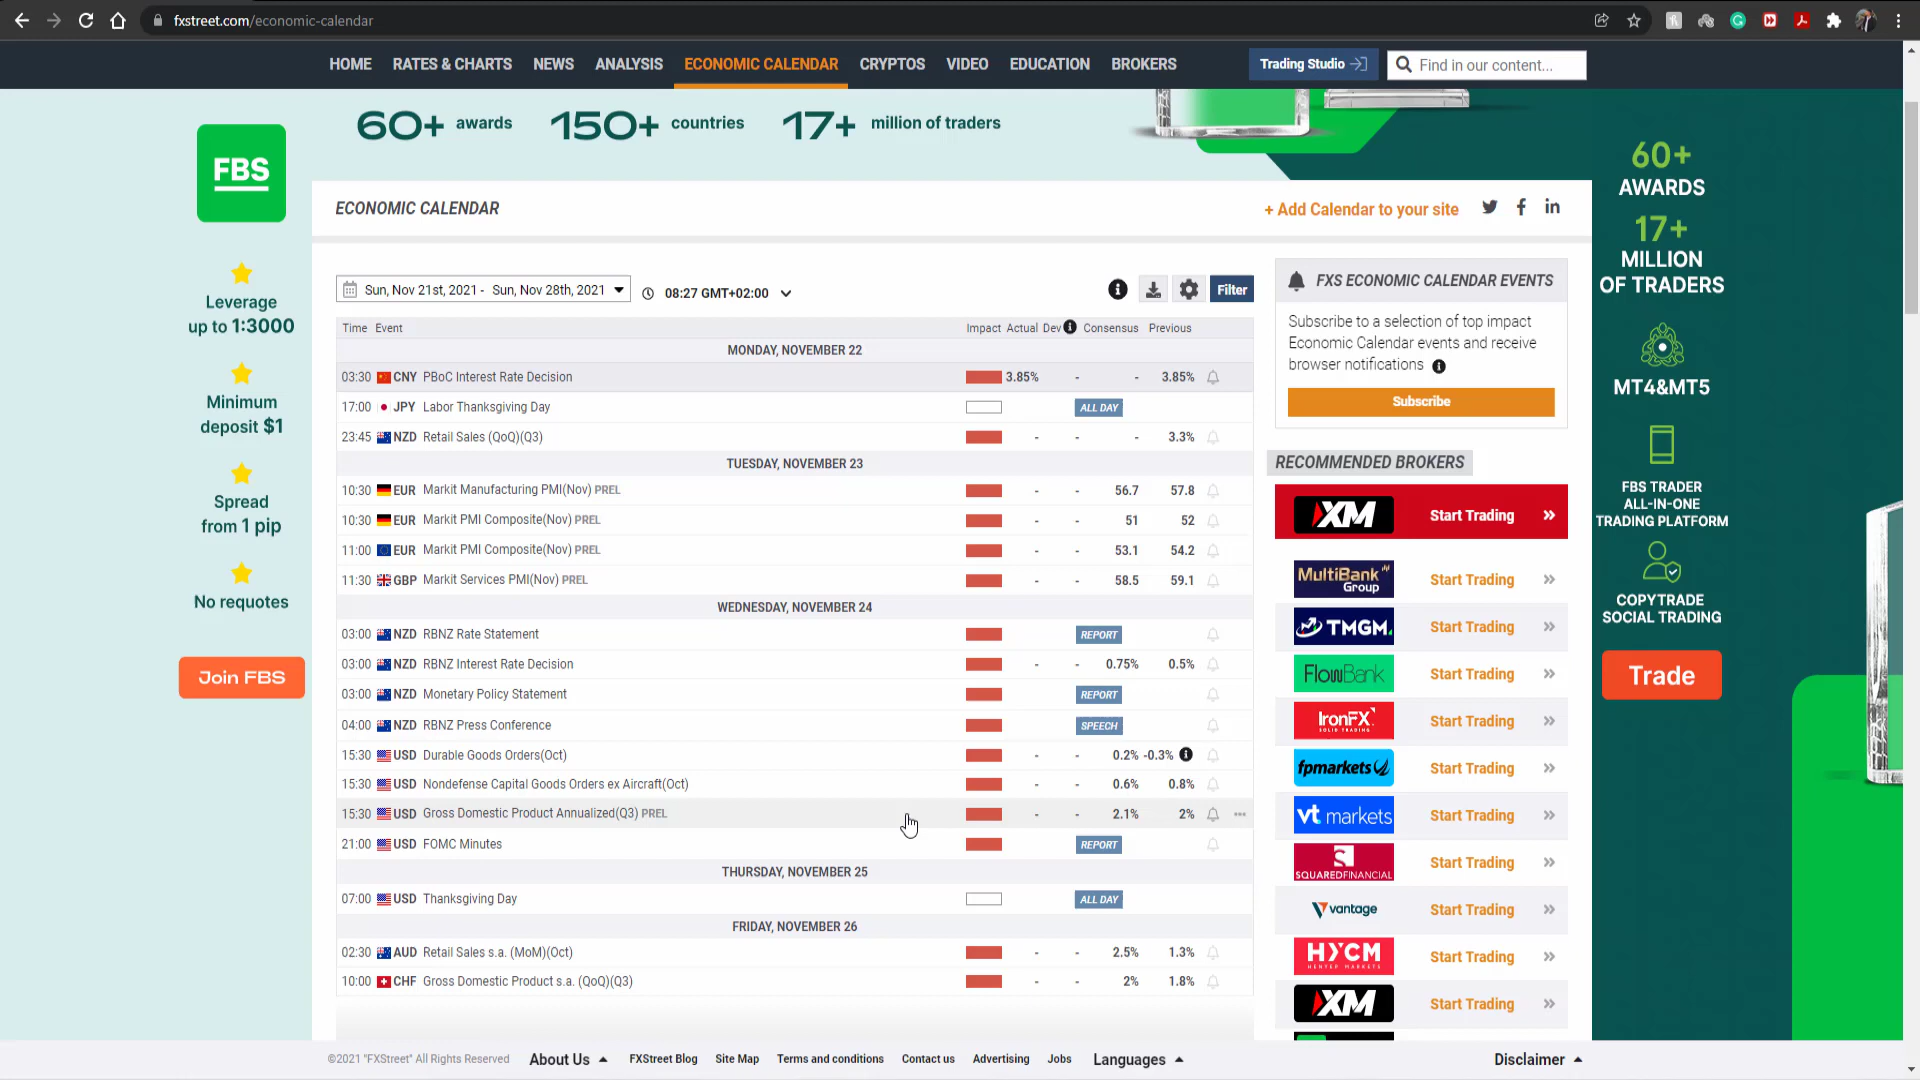 fxstreet.com/economic-calendar
HOME RATES & CHARTS NEWS ANALYSIS ECONOMIC CALENDAR CRYPTOS VIDEO EDUCATION BROKERS Trading Studio Find in our content...
60+ awards 150+ countries 17+ million of traders
FBS
Leverage
up to 1:3000
Minimum
deposit $1
Spread
from 1 pip
No requotes
Join FBS
ECONOMIC CALENDAR
+ Add Calendar to your site
Sun, Nov 21st, 2021 - Sun, Nov 28th, 2021 08:27 GMT+02:00 Filter
Time Event Impact Actual Dev Consensus Previous
MONDAY, NOVEMBER 22
03:30 CNY PBoC Interest Rate Decision 3.85% - - 3.85%
17:00 JPY Labor Thanksgiving Day ALL DAY
23:45 NZD Retail Sales (QoQ)(Q3) - - - 3.3%
TUESDAY, NOVEMBER 23
10:30 EUR Markit Manufacturing PMI(Nov) PREL - - 56.7 57.8
10:30 EUR Markit PMI Composite(Nov) PREL - - 51 52
11:00 EUR Markit PMI Composite(Nov) PREL - - 53.1 54.2
11:30 GBP Markit Services PMI(Nov) PREL - - 58.5 59.1
WEDNESDAY, NOVEMBER 24
03:00 NZD RBNZ Rate Statement REPORT
03:00 NZD RBNZ Interest Rate Decision - - 0.75% 0.5%
03:00 NZD Monetary Policy Statement REPORT
04:00 NZD RBNZ Press Conference SPEECH
15:30 USD Durable Goods Orders(Oct) - - 0.2% -0.3%
15:30 USD Nondefense Capital Goods Orders ex Aircraft(Oct) - - 0.6% 0.8%
15:30 USD Gross Domestic Product Annualized(Q3) PREL - - 2.1% 2%
21:00 USD FOMC Minutes REPORT
THURSDAY, NOVEMBER 25
07:00 USD Thanksgiving Day ALL DAY
FRIDAY, NOVEMBER 26
02:30 AUD Retail Sales s.a. (MoM)(Oct) - - 2.5% 1.3%
10:00 CHF Gross Domestic Product s.a. (QoQ)(Q3) - - 2% 1.8%
FXS ECONOMIC CALENDAR EVENTS
Subscribe to a selection of top impact
Economic Calendar events and receive
browser notifications
Subscribe
RECOMMENDED BROKERS
XM Start Trading
MultiBank Group Start Trading
TMGM Start Trading
FlowBank Start Trading
IronFX SOLID TRADING Start Trading
fpmarkets Start Trading
vt markets Start Trading
SQUAREDFINANCIAL Start Trading
vantage Start Trading
HYCM HENYEP MARKETS Start Trading
XM Start Trading
60+
AWARDS
17+
MILLION
OF TRADERS
MT4&MT5
FBS TRADER
ALL-IN-ONE
TRADING PLATFORM
COPYTRADE
SOCIAL TRADING
Trade
©2021 "FXStreet" All Rights Reserved About Us FXStreet Blog Site Map Terms and conditions Contact us Advertising Jobs Languages Disclaimer